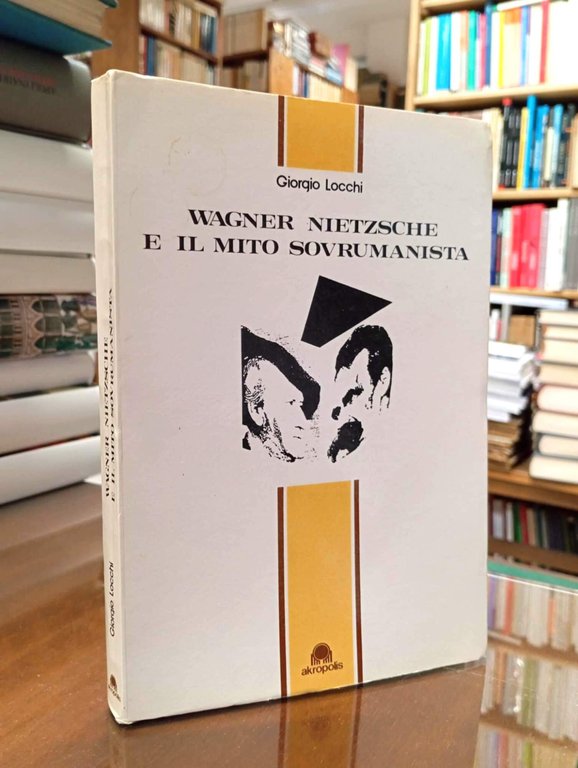 Giorgio Locchi
WAGNER NIETZSCHE
E IL MITO SOVRUMANISTA
akropolis
WAGNER NIETZSCHE
E IL MITO SOVRUMANISTA
Giorgio Locchi